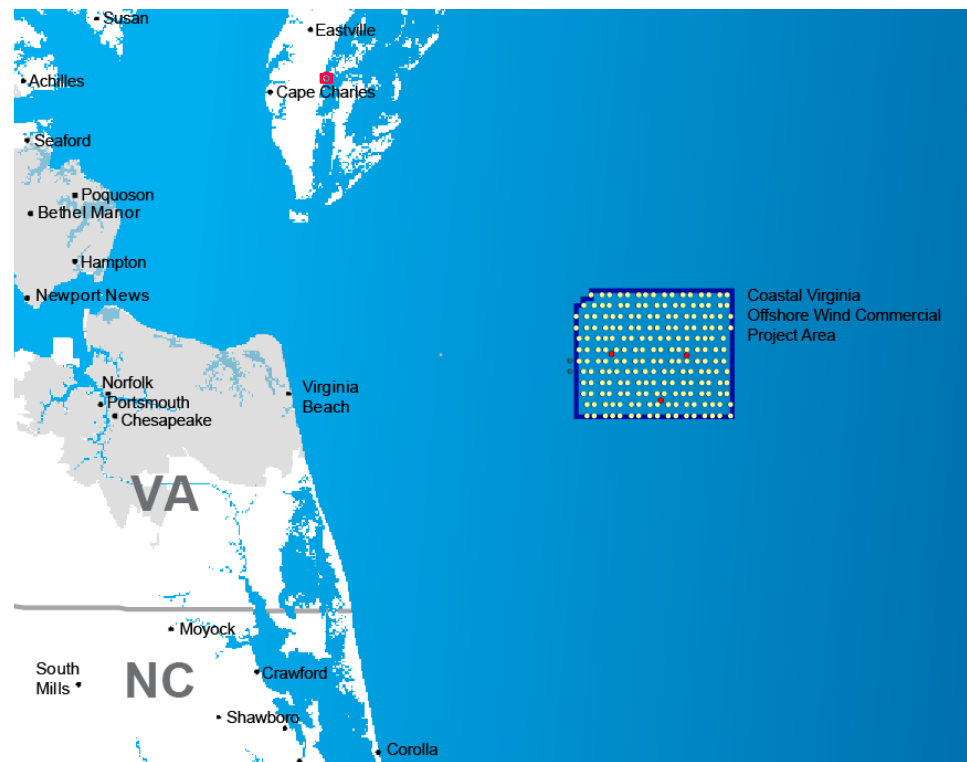 Susan
Eastville
Achilles
Cape Charles
Seaford
Poquoson
Bethel Manor
Hampton
Newport News
Coastal Virginia
Offshore Wind Commercial
Project Area
Norfolk
Portsmouth
Chesapeake
Virginia
Beach
VA
Moyock
South
Mills
NC
Crawford
Shawboro
Corolla